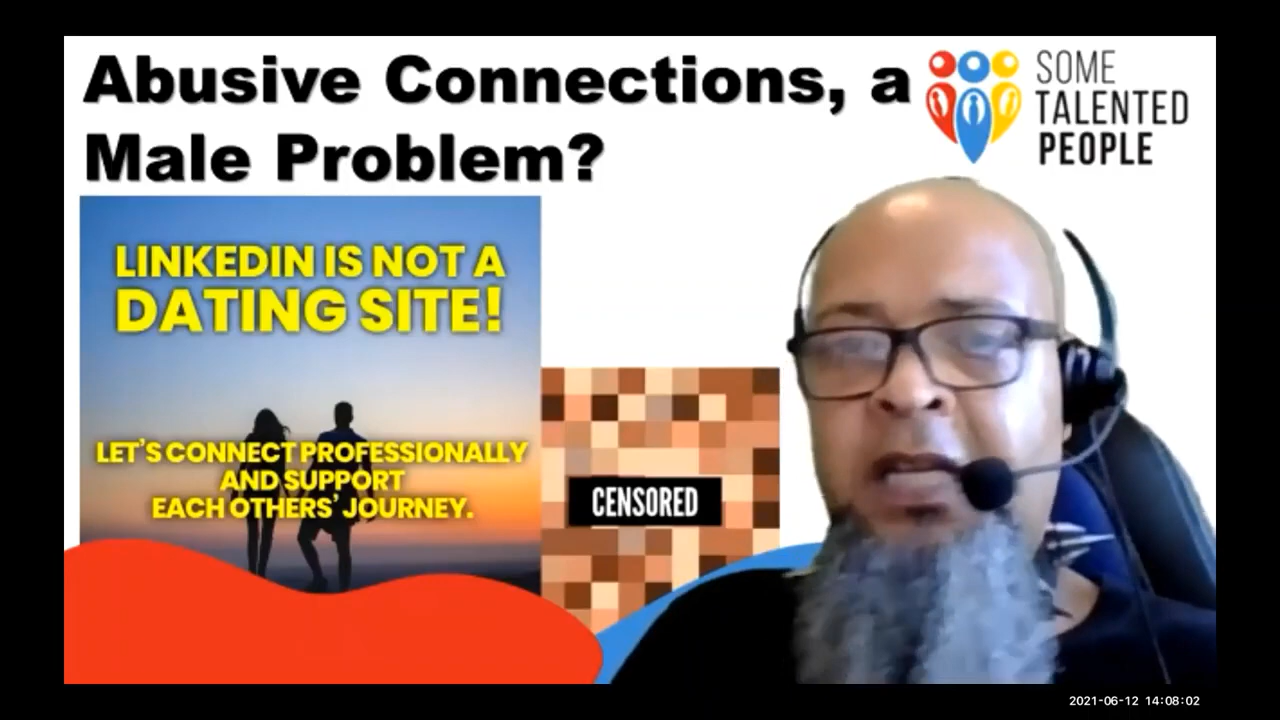 Abusive Connections, a
Male Problem?
SOME
TALENTED
PEOPLE
LINKEDIN IS NOT A
DATING SITE!
LET'S CONNECT PROFESSIONALLY
AND SUPPORT
EACH OTHERS' JOURNEY.
CENSORED
2021-06-12 14:08:02